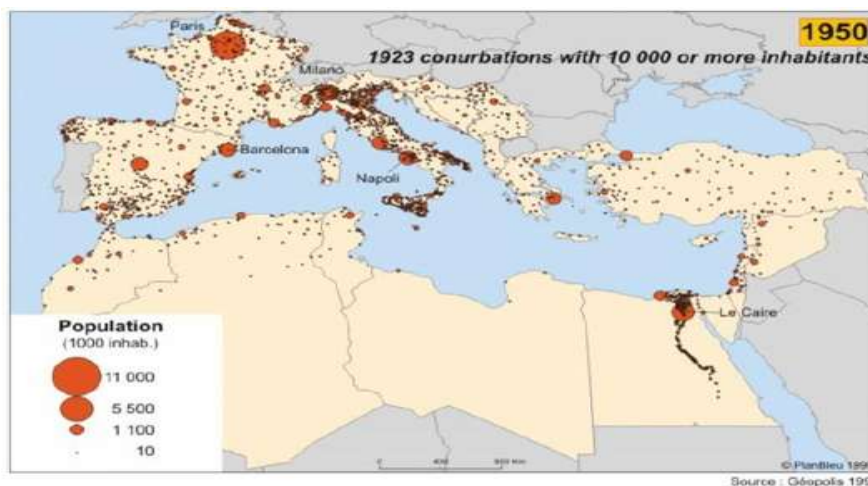 1950
1923 conurbations with 10 000 or more inhabitants
Paris
Milano
Barcelona
Napoli
Le Caire
Population
(1000 inhab.)
11 000
5 500
1 100
10
0
© PlanBleu
Source : Géopolis